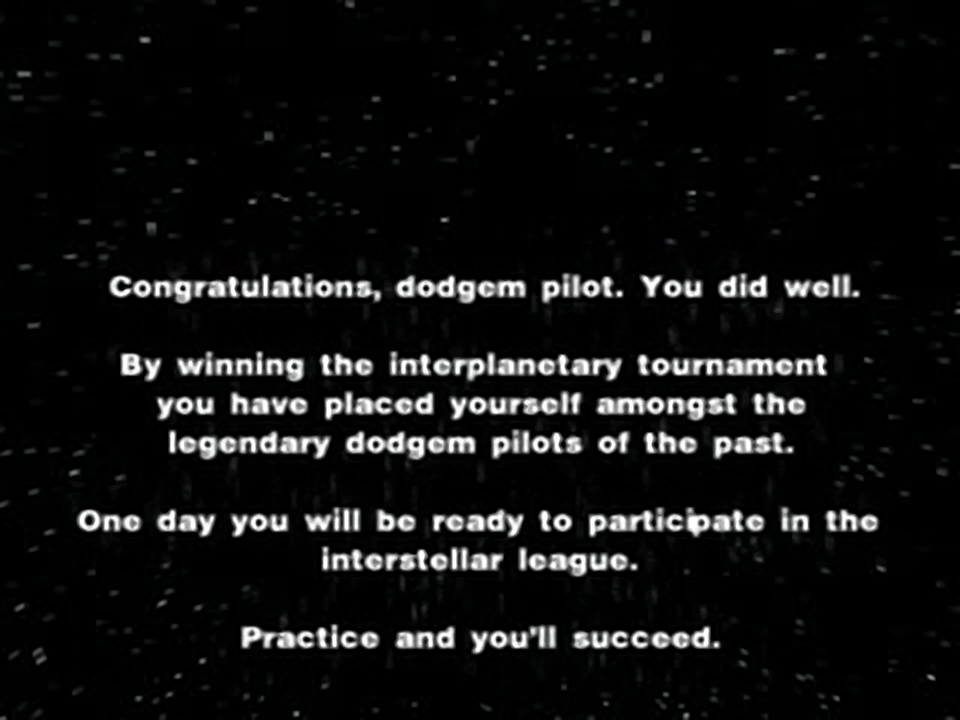 Congratulations, dodgem pilot. You did well.
By winning the interplanetary tournament
you have placed yourself amongst the
legendary dodgem pilots of the past.
One day you will be ready to participate in the
interstellar league.
Practice and you'll succeed.